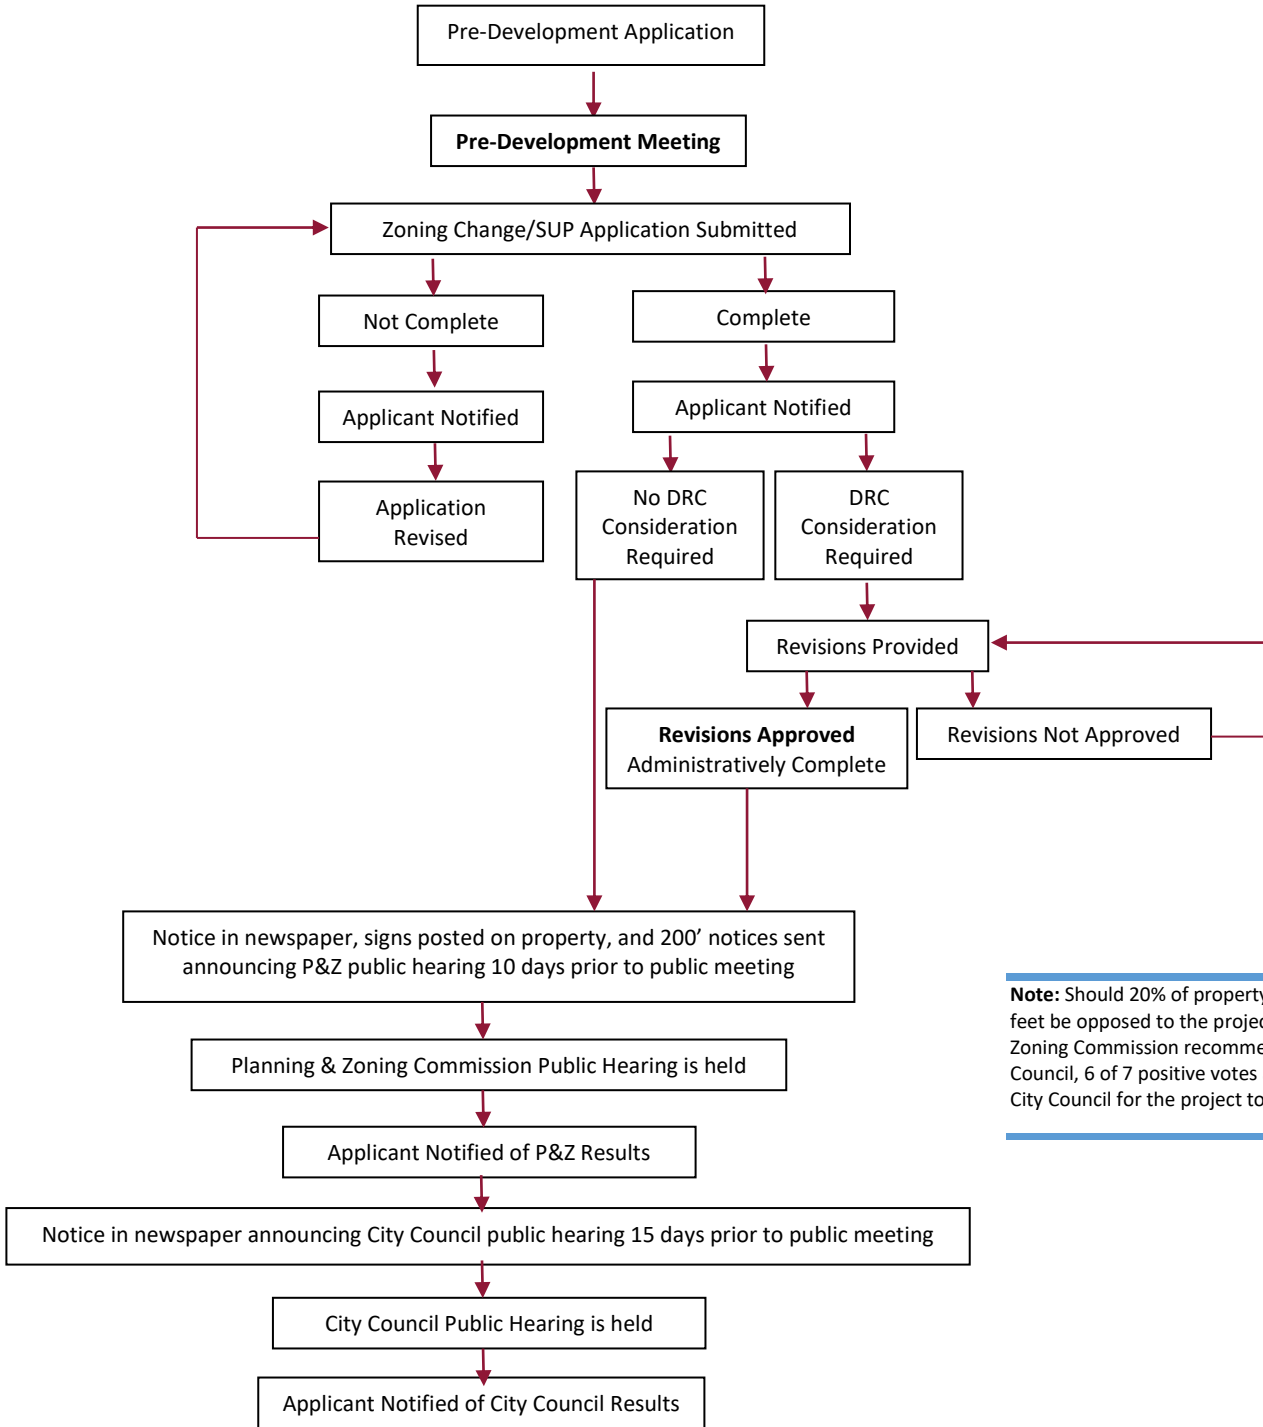 Pre-Development Application
Pre-Development Meeting
Zoning Change/SUP Application Submitted
Not Complete
Complete
Applicant Notified
Applicant Notified
Application
Revised
No DRC
Consideration
Required
DRC
Consideration
Required
Revisions Provided
Revisions Approved
Administratively Complete
Revisions Not Approved
Notice in newspaper, signs posted on property, and 200’ notices sent
announcing P&Z public hearing 10 days prior to public meeting
Note: Should 20% of property
feet be opposed to the projec
Zoning Commission recomme
Council, 6 of 7 positive votes
City Council for the project to
Planning & Zoning Commission Public Hearing is held
Applicant Notified of P&Z Results
Notice in newspaper announcing City Council public hearing 15 days prior to public meeting
City Council Public Hearing is held
Applicant Notified of City Council Results